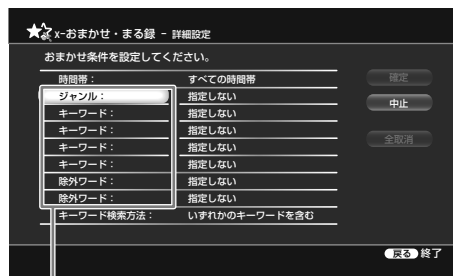 x-おまかせ・まる録 - 詳細設定
おまかせ条件を設定してください。
時間帯： すべての時間帯
ジャンル： 指定しない
キーワード： 指定しない
キーワード： 指定しない
キーワード： 指定しない
キーワード： 指定しない
除外ワード： 指定しない
除外ワード： 指定しない
キーワード検索方法： いずれかのキーワードを含む
確定
中止
全取消
戻る 終了